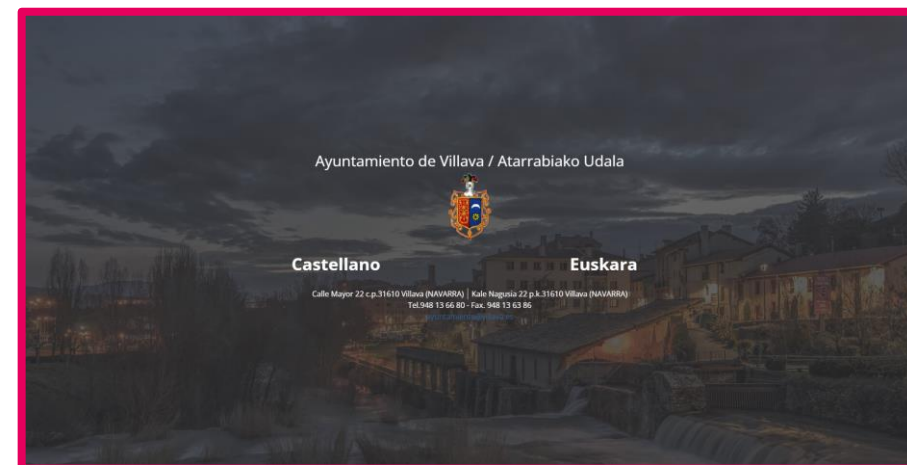 Ayuntamiento de Villava / Atarrabiako Udala
Castellano
Euskara
Calle Mayor 22 c.p.31610 Villava (NAVARRA) | Kale Nagusia 22 p.k.31610 Villava (NAVARRA)
Tel.948 13 66 80 - Fax. 948 13 63 86